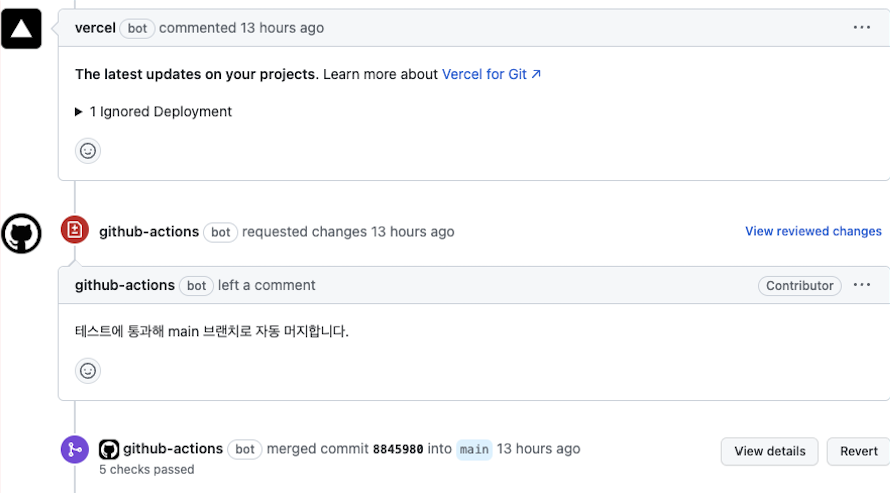 vercel bot commented 13 hours ago
The latest updates on your projects. Learn more about Vercel for Git ↗
1 Ignored Deployment
github-actions bot requested changes 13 hours ago View reviewed changes
github-actions bot left a comment Contributor
테스트에 통과해 main 브랜치로 자동 머지합니다.
github-actions bot merged commit 8845980 into main 13 hours ago View details Revert
5 checks passed